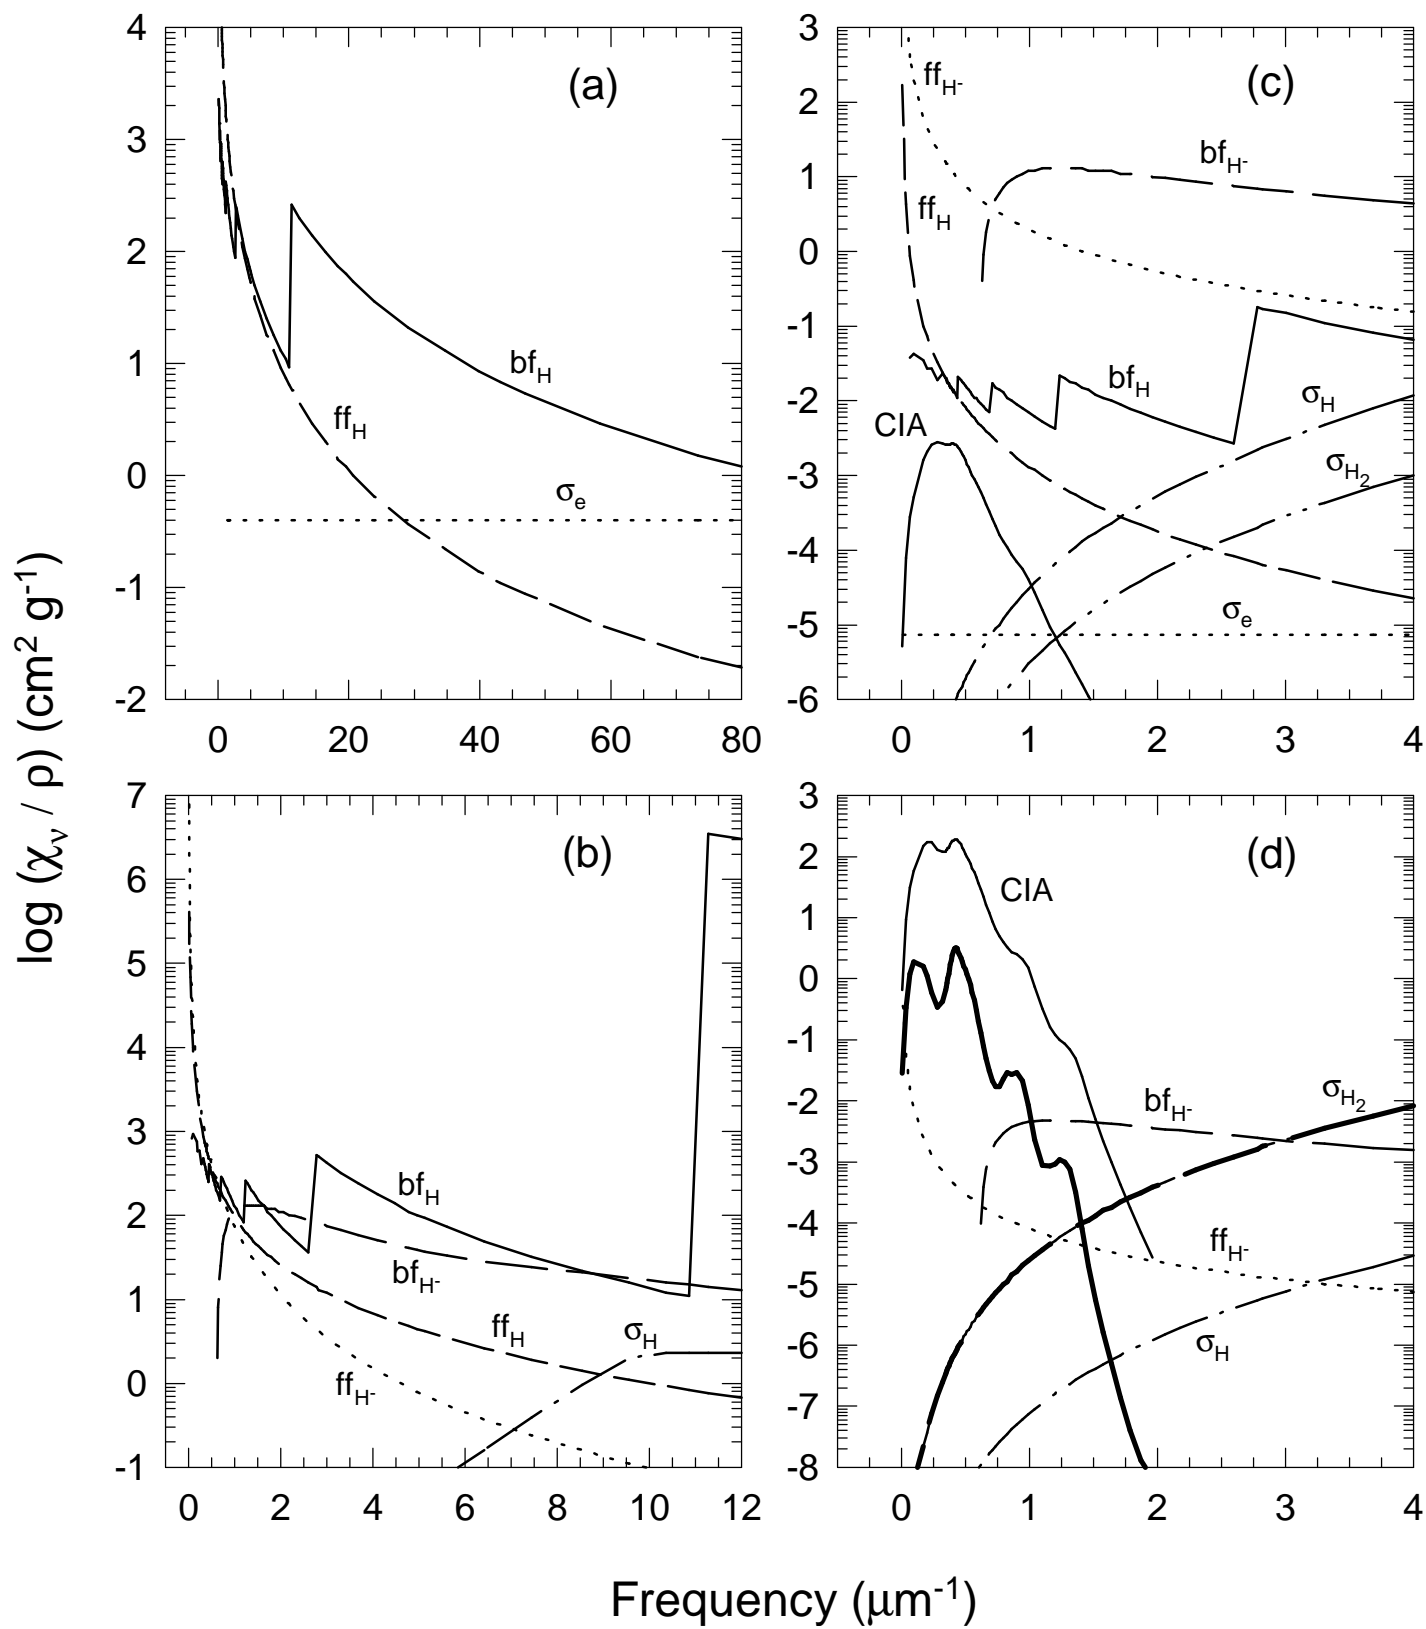 log (χν / ρ) (cm² g⁻¹)
4
3
2
1
0
-1
-2
(a)
bfH
ffH
σe
0 20 40 60 80
3
2
1
0
-1
-2
-3
-4
-5
-6
(c)
ffH-
bfH-
ffH
bfH
σH
CIA
σH2
σe
0 1 2 3 4
7
6
5
4
3
2
1
0
-1
(b)
bfH
bfH-
ffH
σH
ffH-
0 2 4 6 8 10 12
3
2
1
0
-1
-2
-3
-4
-5
-6
-7
-8
(d)
CIA
σH2
bfH-
ffH-
σH
0 1 2 3 4
Frequency (μm⁻¹)